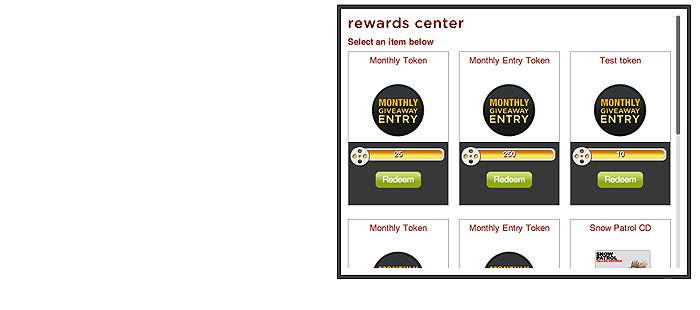 rewards center
Select an item below
Monthly Token
Monthly Entry Token
Test token
MONTHLY
GIVEAWAY
ENTRY
MONTHLY
GIVEAWAY
ENTRY
MONTHLY
GIVEAWAY
ENTRY
25
250
10
Redeem
Redeem
Redeem
Monthly Token
Monthly Entry Token
Snow Patrol CD
MONTHLY
MONTHLY
SNOW
PATROL